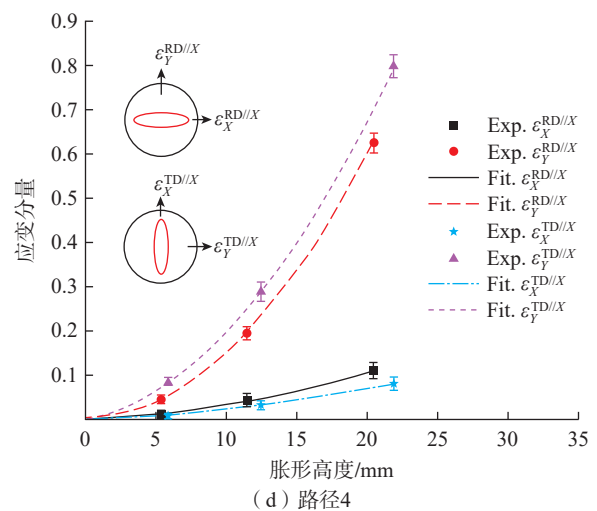 0.9
0.8
0.7
0.6
0.5
0.4
0.3
0.2
0.1
0
5
10
15
20
25
30
35
应变分量
胀形高度/mm
ε_Y^{RD//X}
ε_X^{RD//X}
ε_X^{TD//X}
ε_Y^{TD//X}
Exp. ε_X^{RD//X}
Exp. ε_Y^{RD//X}
Fit. ε_X^{RD//X}
Fit. ε_Y^{RD//X}
Exp. ε_X^{TD//X}
Exp. ε_Y^{TD//X}
Fit. ε_X^{TD//X}
Fit. ε_Y^{TD//X}
（d）路径4